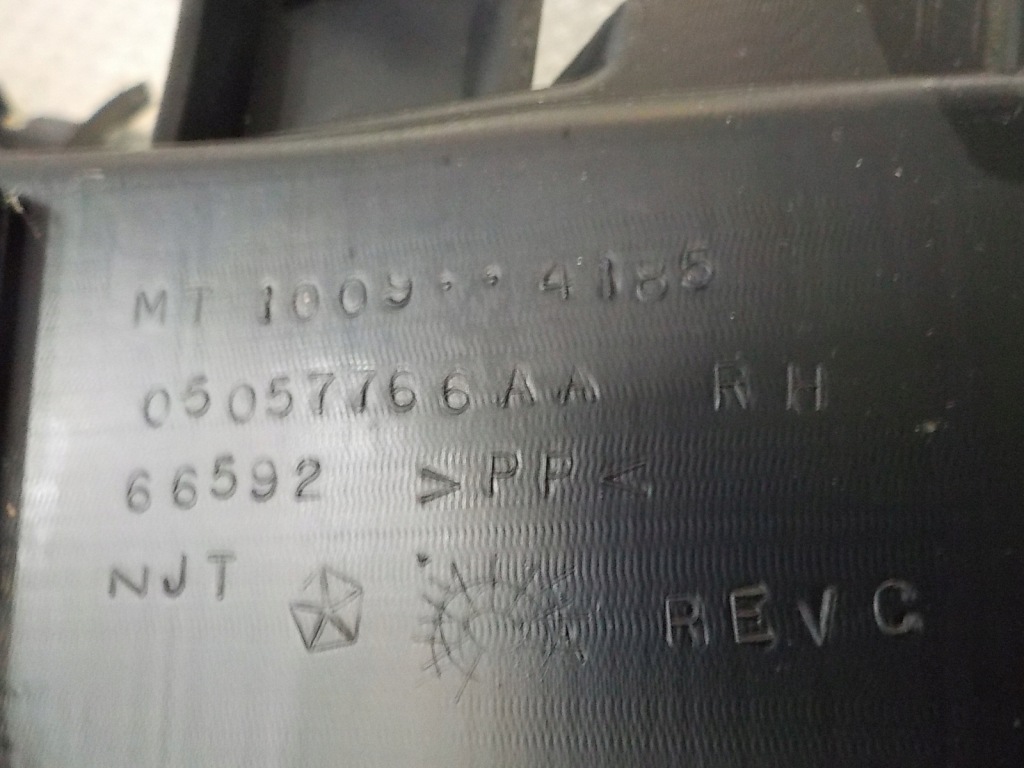 MT 1009**4185
05057766AA RH
66592 >PP<
NJT REV C